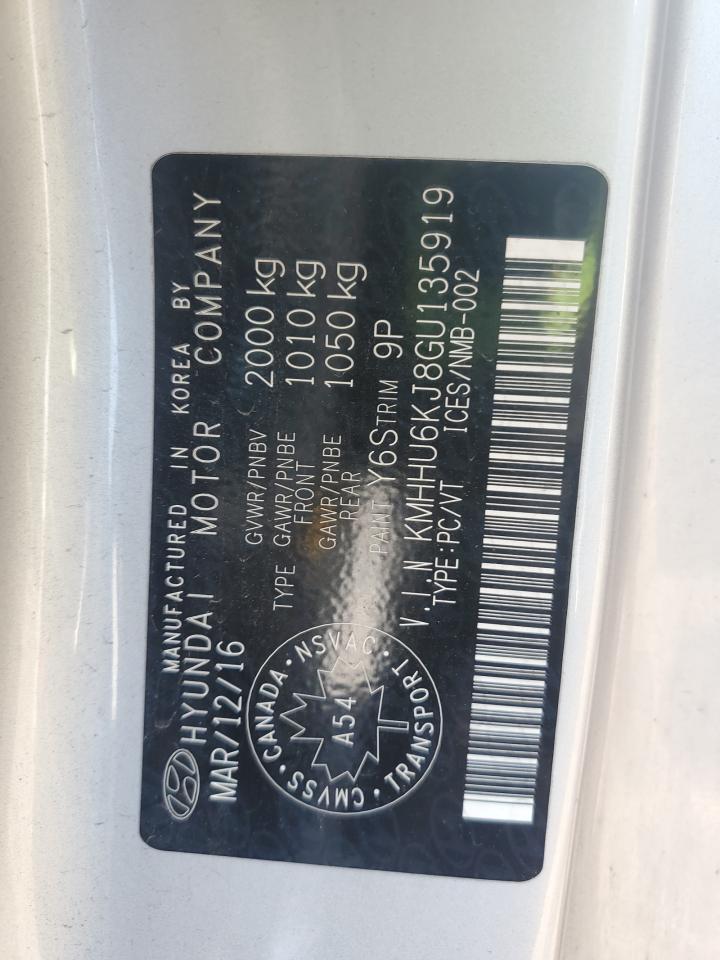 MANUFACTURED IN KOREA BY
HYUNDAI MOTOR COMPANY
MAR/12/16
GVWR/PNBV 2000 kg
TYPE GAWR/PNBE FRONT 1010 kg
GAWR/PNBE REAR 1050 kg
PAINT Y6S TRIM 9P
V.I.N KMHHU6KJ8GU135919
TYPE:PC/VT ICES/NMB-002
CMVSS · CANADA · NSVAC · TRANSPORT ·
A54